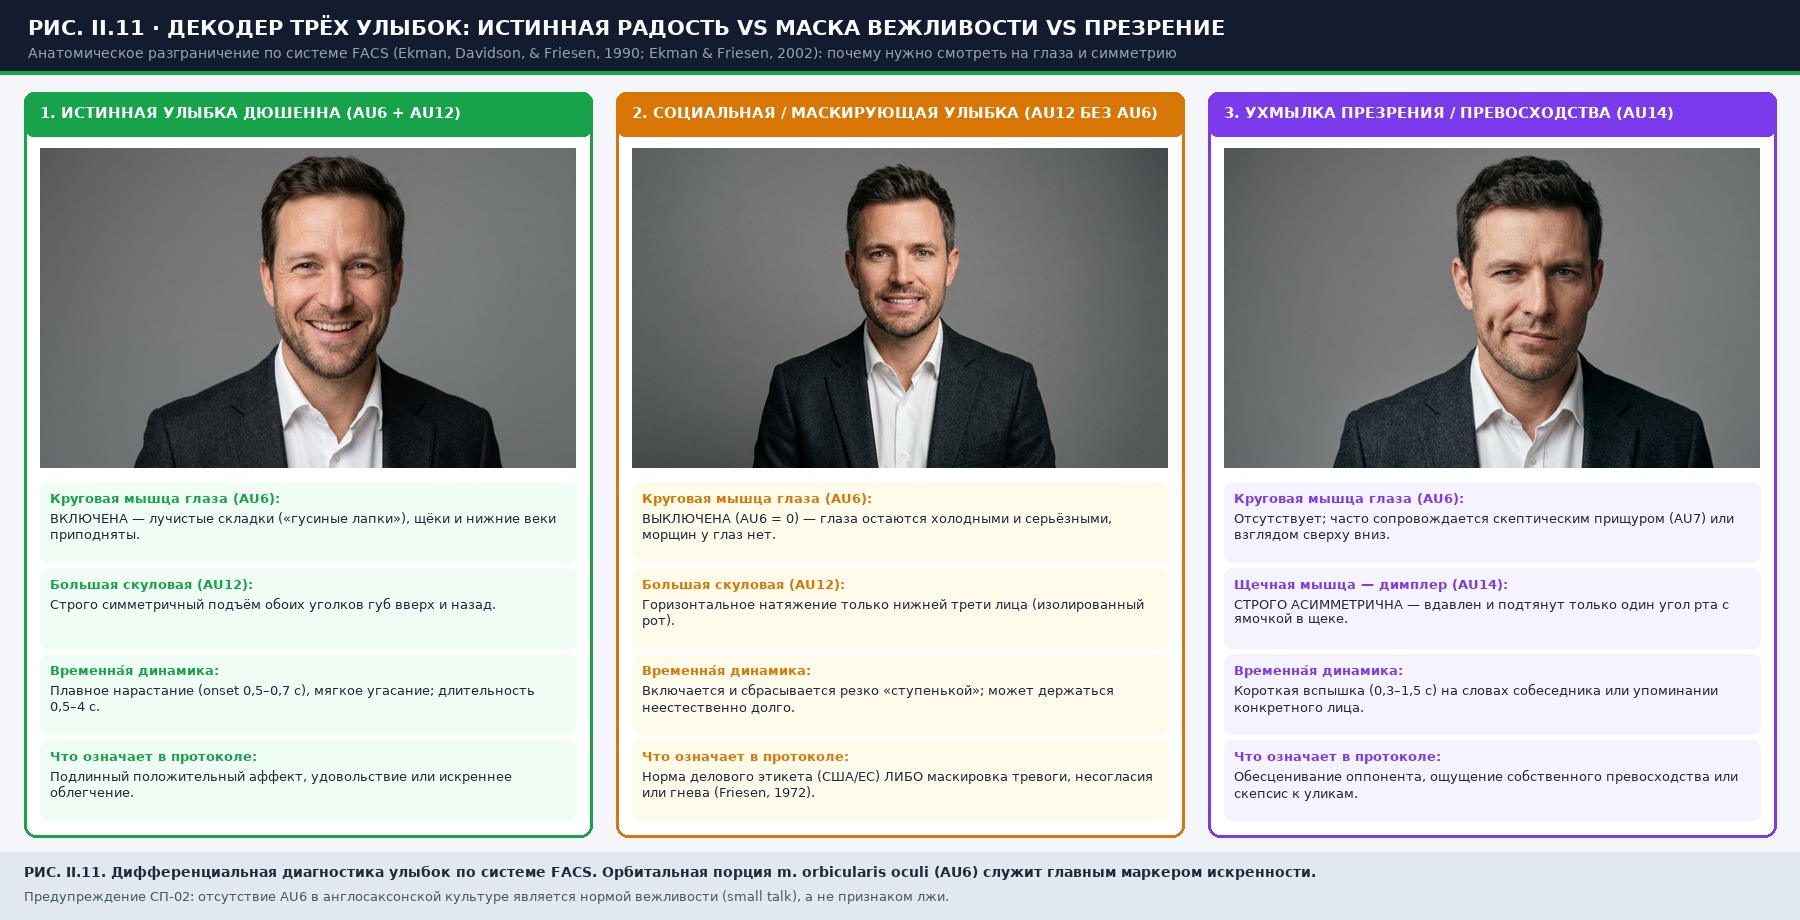 РИС. II.11 · ДЕКОДЕР ТРЁХ УЛЫБОК: ИСТИННАЯ РАДОСТЬ VS МАСКА ВЕЖЛИВОСТИ VS ПРЕЗРЕНИЕ
Анатомическое разграничение по системе FACS (Ekman, Davidson, & Friesen, 1990; Ekman & Friesen, 2002): почему нужно смотреть на глаза и симметрию
1. ИСТИННАЯ УЛЫБКА ДЮШЕННА (AU6 + AU12)
Круговая мышца глаза (AU6):
ВКЛЮЧЕНА — лучистые складки («гусиные лапки»), щёки и нижние веки
приподняты.
Большая скуловая (AU12):
Строго симметричный подъём обоих уголков губ вверх и назад.
Временна́я динамика:
Плавное нарастание (onset 0,5–0,7 с), мягкое угасание; длительность
0,5–4 с.
Что означает в протоколе:
Подлинный положительный аффект, удовольствие или искреннее
облегчение.
2. СОЦИАЛЬНАЯ / МАСКИРУЮЩАЯ УЛЫБКА (AU12 БЕЗ AU6)
Круговая мышца глаза (AU6):
ВЫКЛЮЧЕНА (AU6 = 0) — глаза остаются холодными и серьёзными,
морщин у глаз нет.
Большая скуловая (AU12):
Горизонтальное натяжение только нижней трети лица (изолированный
рот).
Временна́я динамика:
Включается и сбрасывается резко «ступенькой»; может держаться
неестественно долго.
Что означает в протоколе:
Норма делового этикета (США/ЕС) ЛИБО маскировка тревоги, несогласия
или гнева (Friesen, 1972).
3. УХМЫЛКА ПРЕЗРЕНИЯ / ПРЕВОСХОДСТВА (AU14)
Круговая мышца глаза (AU6):
Отсутствует; часто сопровождается скептическим прищуром (AU7) или
взглядом сверху вниз.
Щечная мышца — димплер (AU14):
СТРОГО АСИММЕТРИЧНА — вдавлен и подтянут только один угол рта с
ямочкой в щеке.
Временна́я динамика:
Короткая вспышка (0,3–1,5 с) на словах собеседника или упоминании
конкретного лица.
Что означает в протоколе:
Обесценивание оппонента, ощущение собственного превосходства или
скепсис к уликам.
РИС. II.11. Дифференциальная диагностика улыбок по системе FACS. Орбитальная порция m. orbicularis oculi (AU6) служит главным маркером искренности.
Предупреждение СП-02: отсутствие AU6 в англосаксонской культуре является нормой вежливости (small talk), а не признаком лжи.